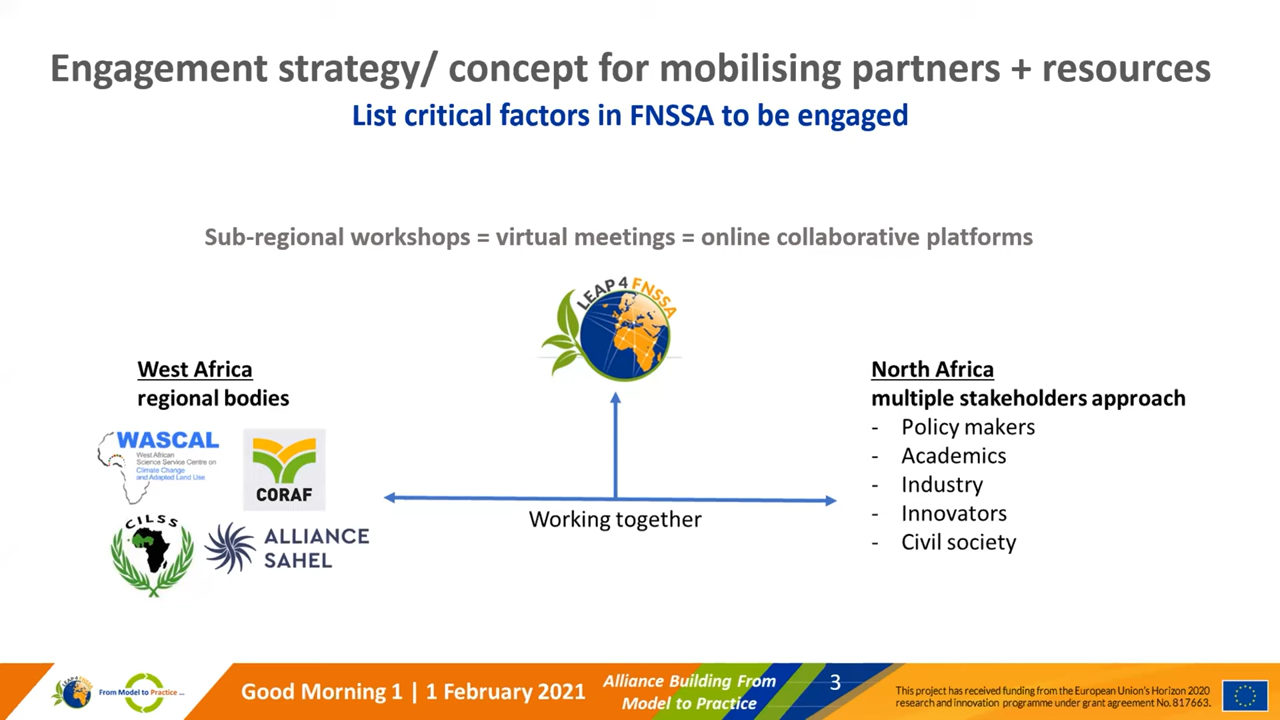 Engagement strategy/ concept for mobilising partners + resources
List critical factors in FNSSA to be engaged
Sub-regional workshops = virtual meetings = online collaborative platforms
LEAP4FNSSA
West Africa
regional bodies
WASCAL
West African
Science Service Centre on
Climate Change
and Adapted Land Use
CORAF
CILSS
ALLIANCE
SAHEL
Working together
North Africa
multiple stakeholders approach
- Policy makers
- Academics
- Industry
- Innovators
- Civil society
LEAP4FNSSA
From Model to Practice ...
Good Morning 1 | 1 February 2021
Alliance Building From
Model to Practice
3
This project has received funding from the European Union's Horizon 2020
research and innovation programme under grant agreement No. 817663.